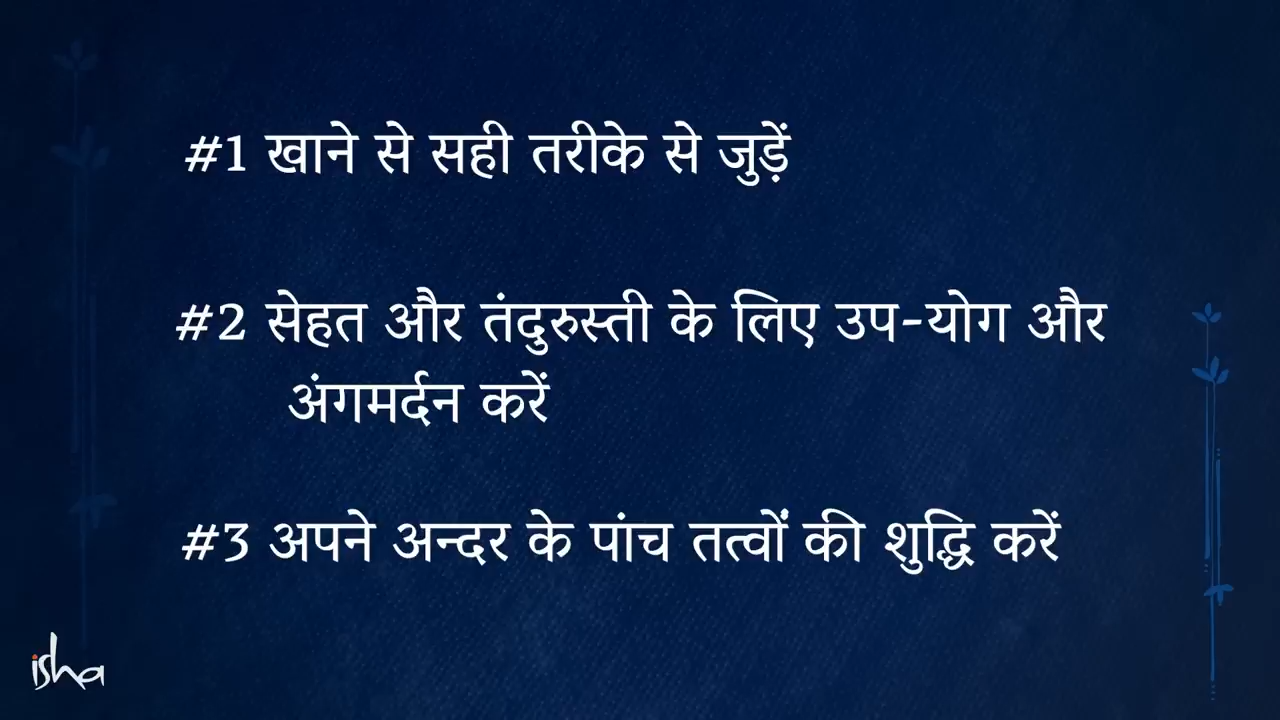 #1 खाने से सही तरीके से जुड़ें
#2 सेहत और तंदुरुस्ती के लिए उप-योग और
अंगमर्दन करें
#3 अपने अन्दर के पांच तत्वों की शुद्धि करें
isha